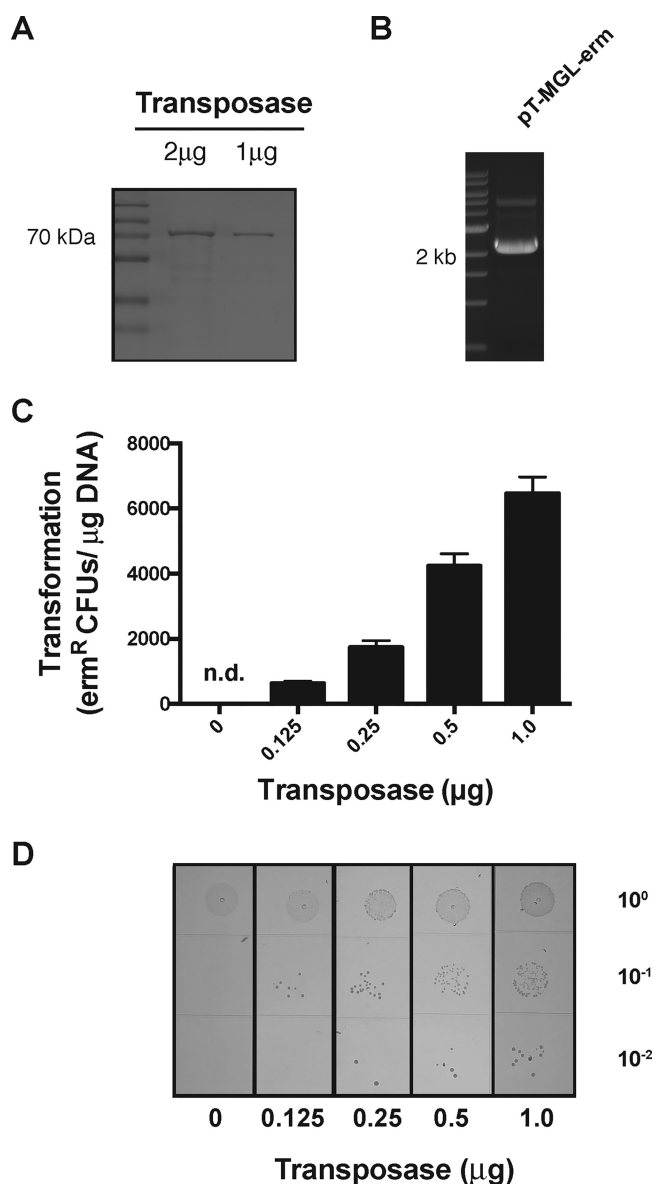 A
Transposase
2µg 1µg
70 kDa
B
pT-MGL-erm
2 kb
C
Transformation
(erm^R CFUs/ µg DNA)
8000
6000
4000
2000
0
n.d.
0 0.125 0.25 0.5 1.0
Transposase (µg)
D
10⁰
10⁻¹
10⁻²
0 0.125 0.25 0.5 1.0
Transposase (µg)